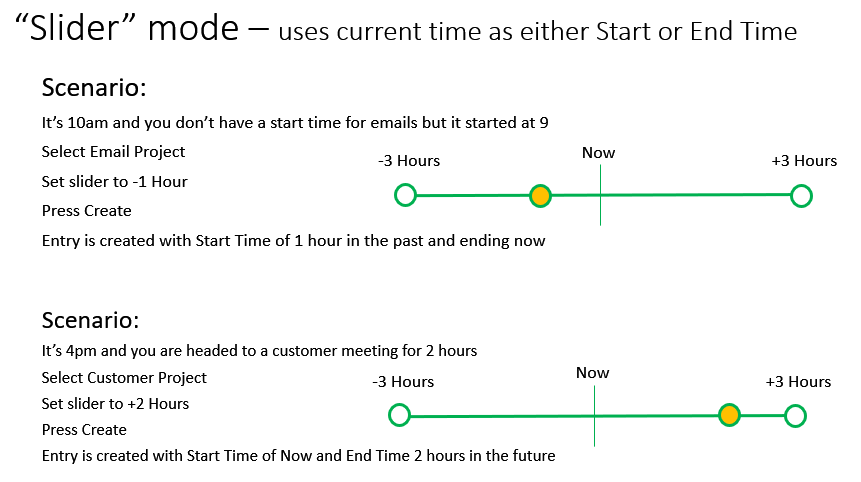 “Slider” mode – uses current time as either Start or End Time
Scenario:
It’s 10am and you don’t have a start time for emails but it started at 9
Select Email Project
Set slider to -1 Hour
Press Create
Entry is created with Start Time of 1 hour in the past and ending now
-3 Hours
Now
+3 Hours
Scenario:
It’s 4pm and you are headed to a customer meeting for 2 hours
Select Customer Project
Set slider to +2 Hours
Press Create
Entry is created with Start Time of Now and End Time 2 hours in the future
-3 Hours
Now
+3 Hours